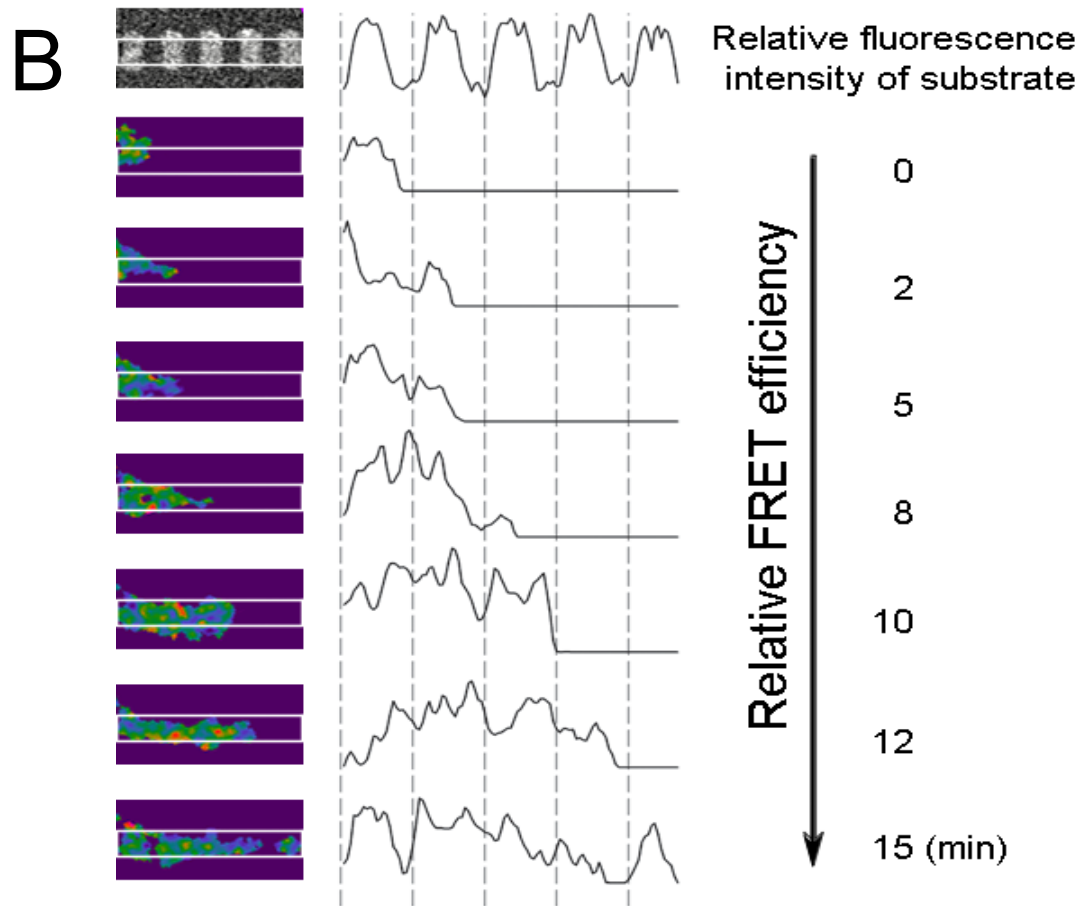 B
Relative fluorescence
intensity of substrate
Relative FRET efficiency
0
2
5
8
10
12
15 (min)